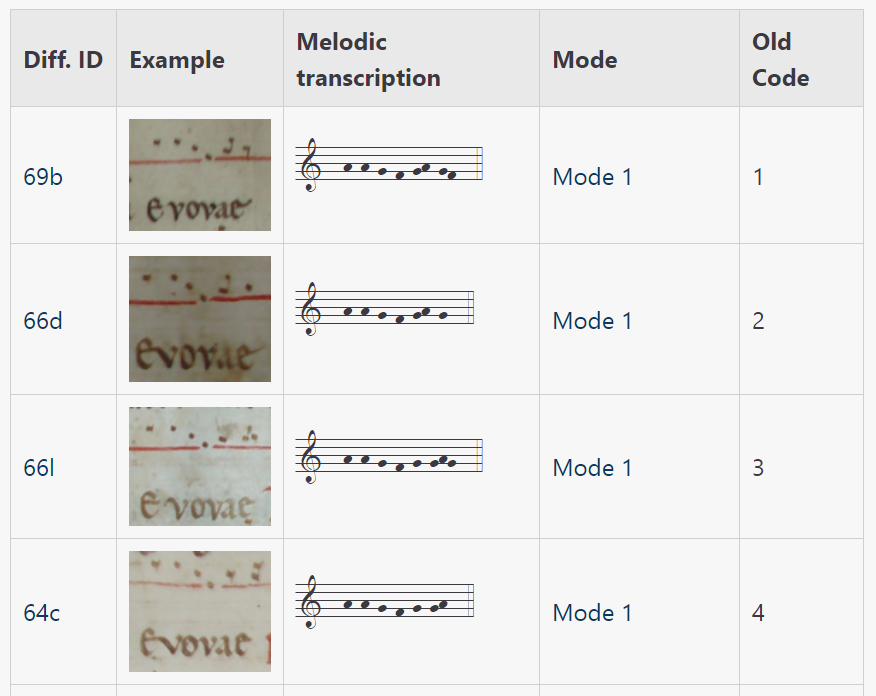 Diff. ID Example Melodic transcription Mode Old Code
69b Evovae Mode 1 1
66d Evovae Mode 1 2
66l Evovae Mode 1 3
64c Evovae Mode 1 4